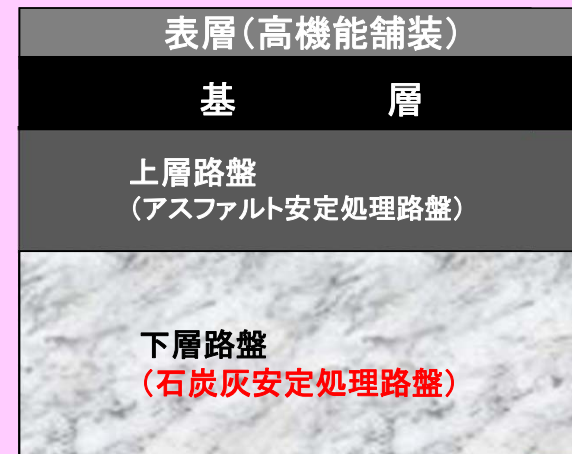 表層(高機能舗装)
基　層
上層路盤
(アスファルト安定処理路盤)
下層路盤
(石炭灰安定処理路盤)